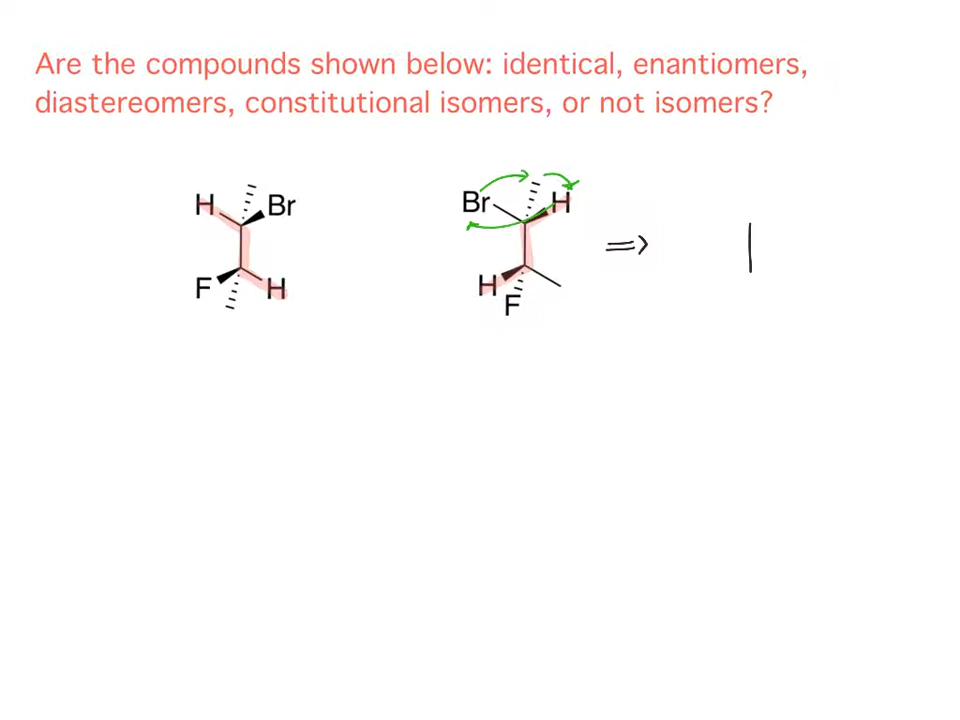 Are the compounds shown below: identical, enantiomers,
diastereomers, constitutional isomers, or not isomers?
H Br
F H
Br H
H
F